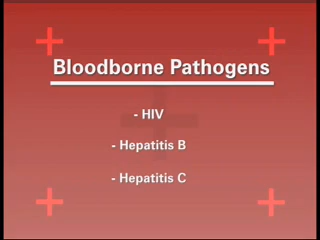 Bloodborne Pathogens
- HIV
- Hepatitis B
- Hepatitis C